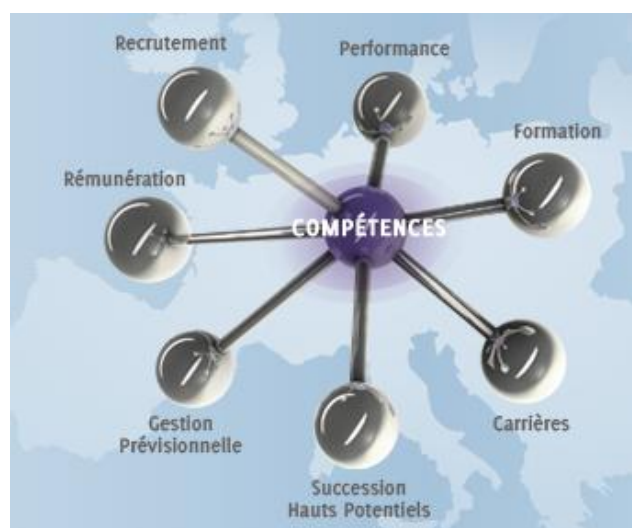 Recrutement
Performance
Formation
Rémunération
COMPÉTENCES
Gestion
Prévisionnelle
Carrières
Succession
Hauts Potentiels